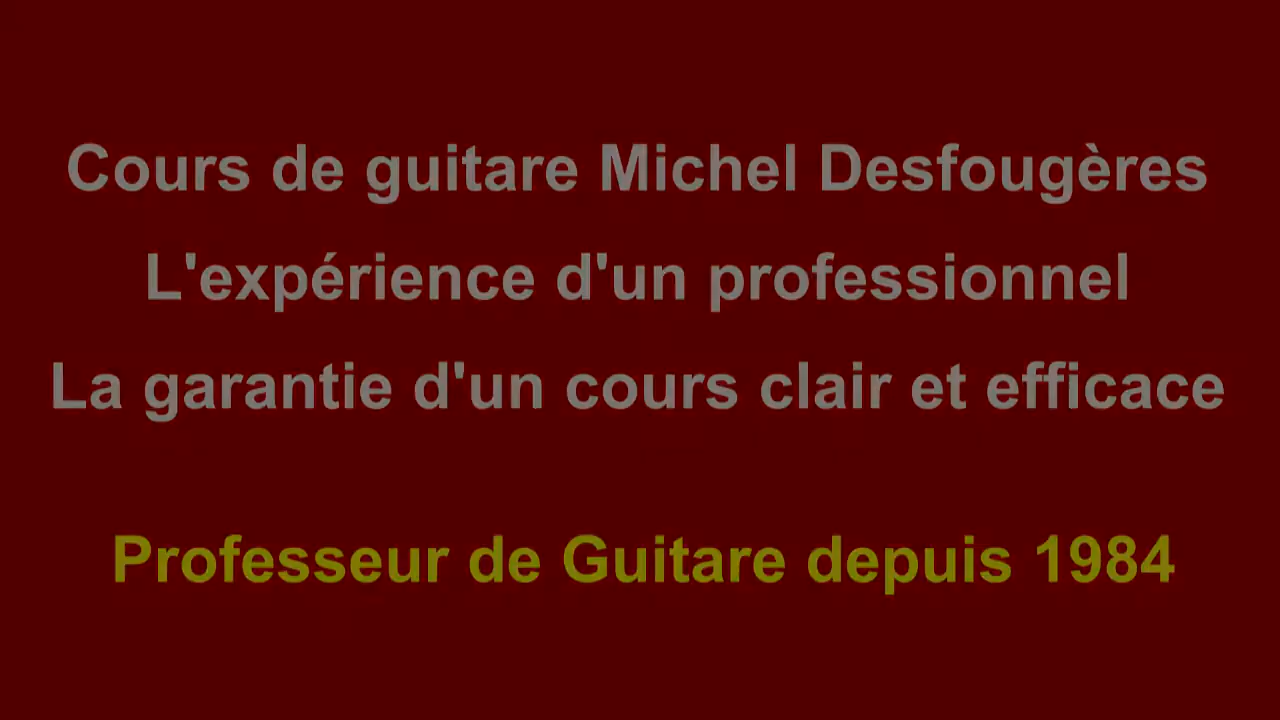 Cours de guitare Michel Desfougères
L'expérience d'un professionnel
La garantie d'un cours clair et efficace
Professeur de Guitare depuis 1984